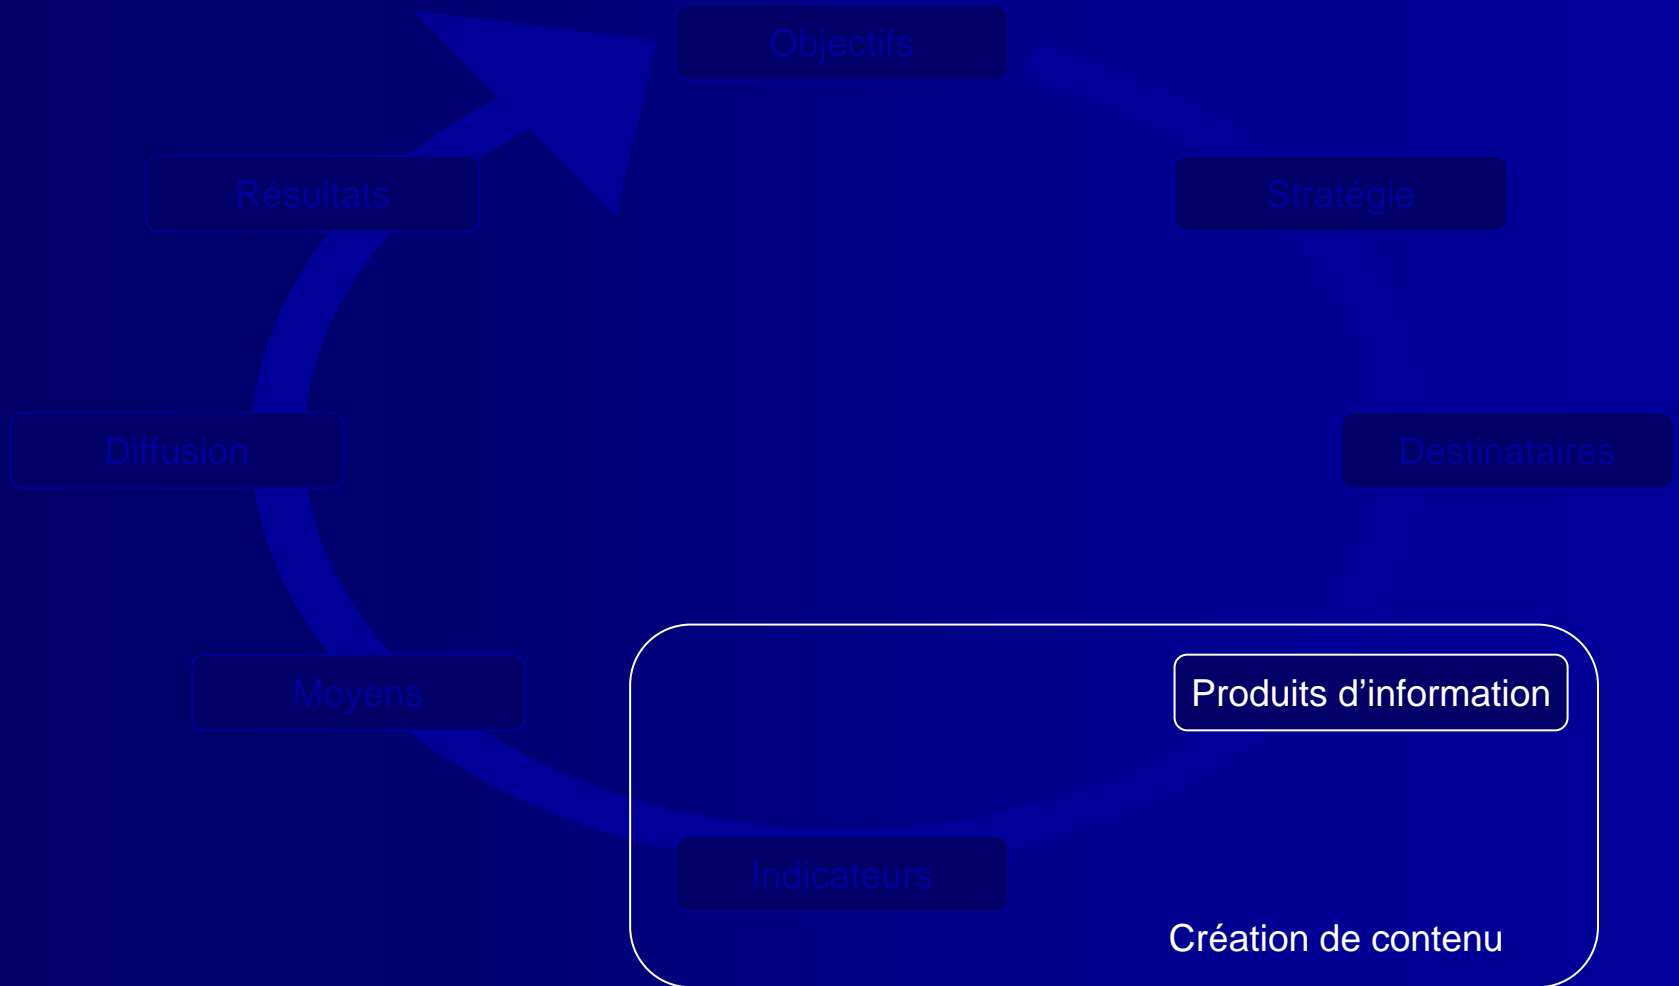 Objectifs
Résultats
Stratégie
Diffusion
Destinataires
Moyens
Produits d’information
Indicateurs
Création de contenu